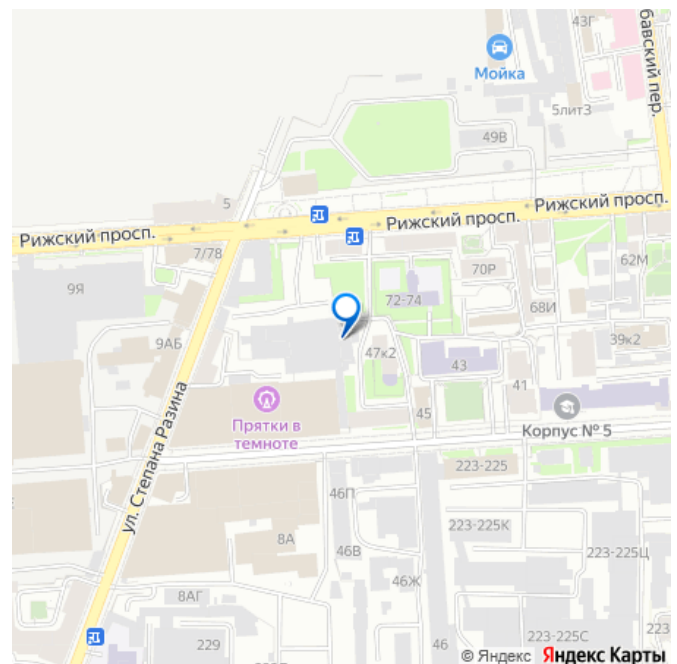 43Г
бавский пер.
Мойка
5лит3
49В
5
Рижский просп.
Рижский просп.
Рижский просп.
7/78
62М
70Р
9Я
72-74
68И
9АБ
39к2
47к2
43
41
Прятки в
темноте
45
Корпус № 5
ул. Степана Разина
223-225
46П
223-225К
8А
46В
223-225Ц
46Ж
8АГ
229
46
223-225С
© Яндекс Яндекс Карты